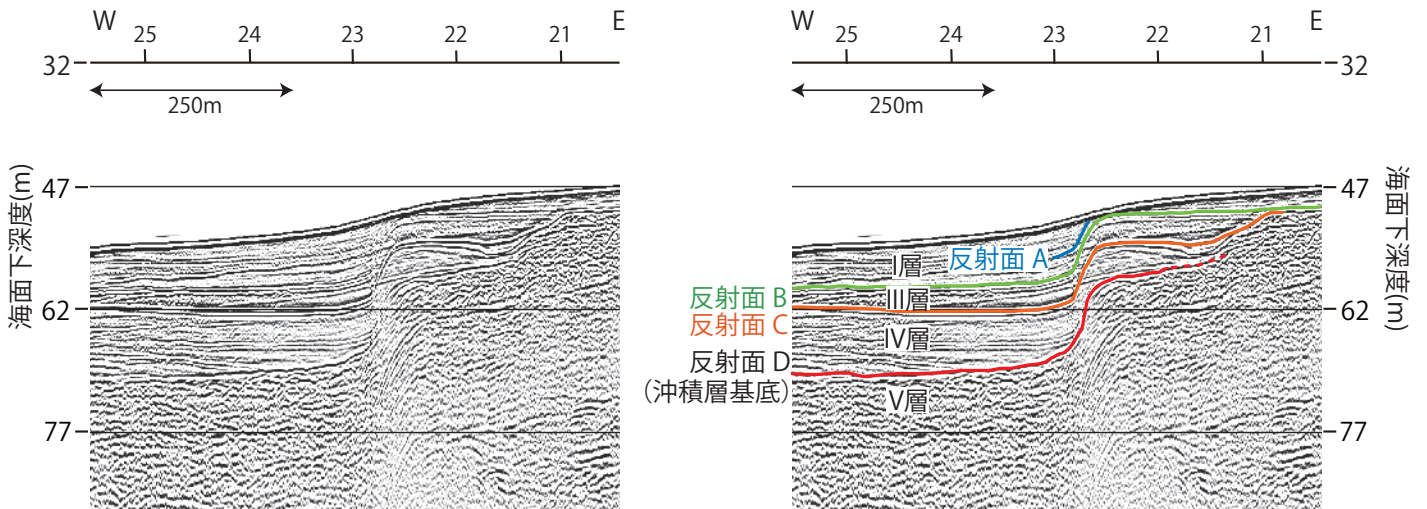 W
25
24
23
22
21
E
32
250m
海面下深度(m)
47
62
77
W
25
24
23
22
21
E
32
250m
47
62
77
海面下深度(m)
反射面 A
I層
III層
IV層
V層
反射面 B
反射面 C
反射面 D
（沖積層基底）